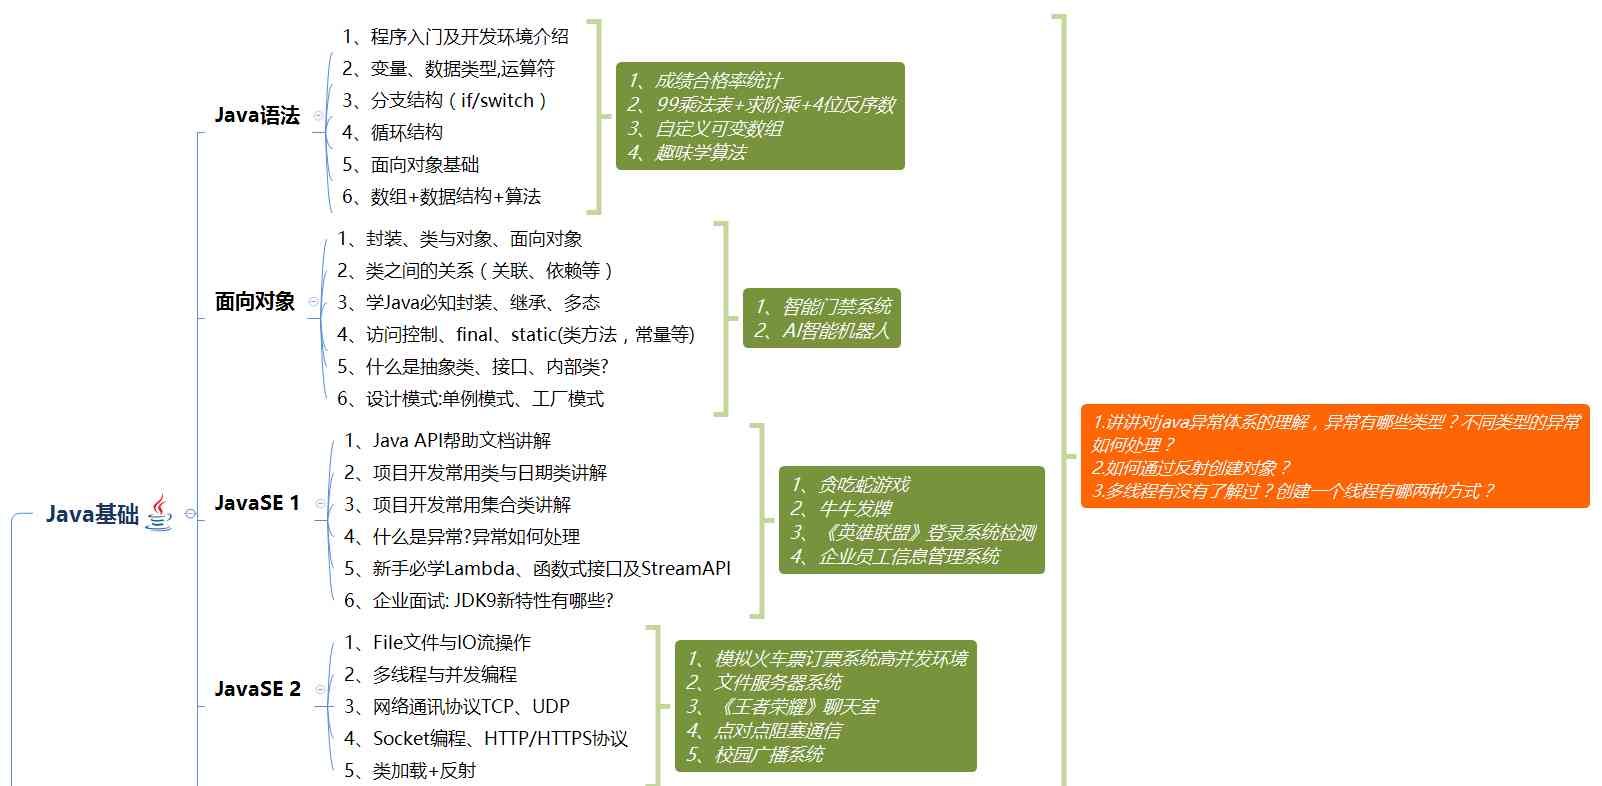 Java基础
Java语法
1、程序入门及开发环境介绍
2、变量、数据类型,运算符
3、分支结构（if/switch）
4、循环结构
5、面向对象基础
6、数组+数据结构+算法
1、成绩合格率统计
2、99乘法表+求阶乘+4位反序数
3、自定义可变数组
4、趣味学算法
面向对象
1、封装、类与对象、面向对象
2、类之间的关系（关联、依赖等）
3、学Java必知封装、继承、多态
4、访问控制、final、static(类方法，常量等)
5、什么是抽象类、接口、内部类?
6、设计模式:单例模式、工厂模式
1、智能门禁系统
2、AI智能机器人
JavaSE 1
1、Java API帮助文档讲解
2、项目开发常用类与日期类讲解
3、项目开发常用集合类讲解
4、什么是异常?异常如何处理
5、新手必学Lambda、函数式接口及StreamAPI
6、企业面试: JDK9新特性有哪些?
1、贪吃蛇游戏
2、牛牛发牌
3、《英雄联盟》登录系统检测
4、企业员工信息管理系统
JavaSE 2
1、File文件与IO流操作
2、多线程与并发编程
3、网络通讯协议TCP、UDP
4、Socket编程、HTTP/HTTPS协议
5、类加载+反射
1、模拟火车票订票系统高并发环境
2、文件服务器系统
3、《王者荣耀》聊天室
4、点对点阻塞通信
5、校园广播系统
1.讲讲对java异常体系的理解，异常有哪些类型？不同类型的异常
如何处理？
2.如何通过反射创建对象？
3.多线程有没有了解过？创建一个线程有哪两种方式？